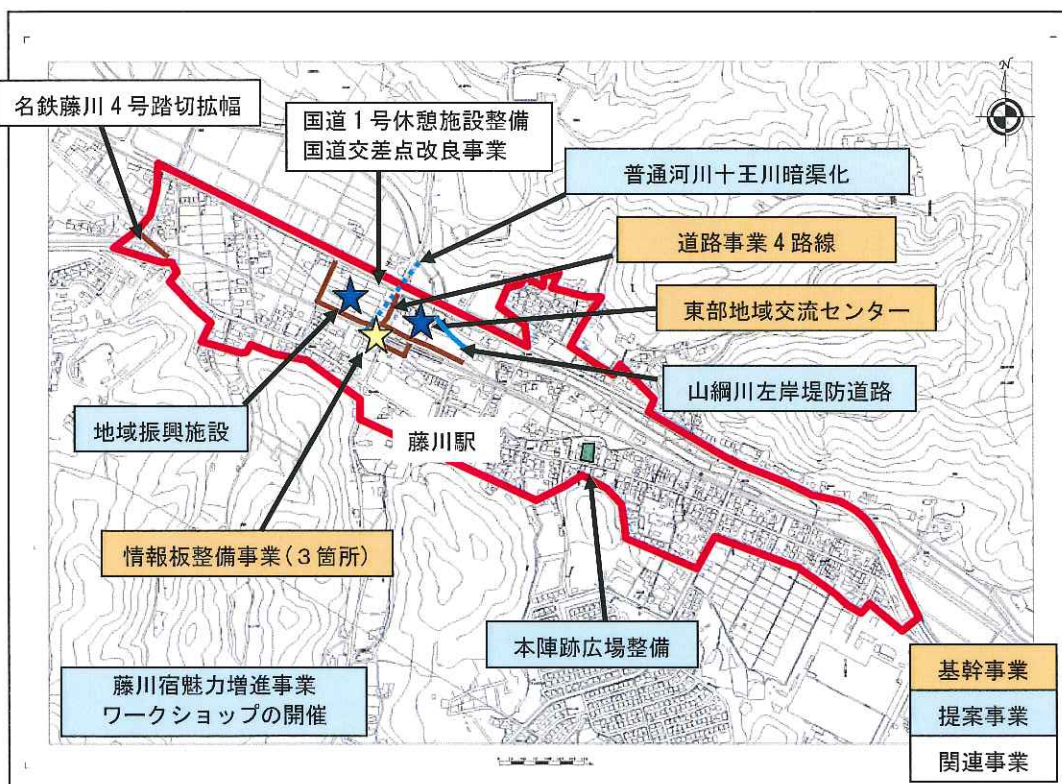 N
名鉄藤川4号踏切拡幅
国道1号休憩施設整備
国道交差点改良事業
普通河川十王川暗渠化
道路事業4路線
東部地域交流センター
山綱川左岸堤防道路
地域振興施設
藤川駅
情報板整備事業(3箇所)
本陣跡広場整備
藤川宿魅力増進事業
ワークショップの開催
基幹事業
提案事業
関連事業